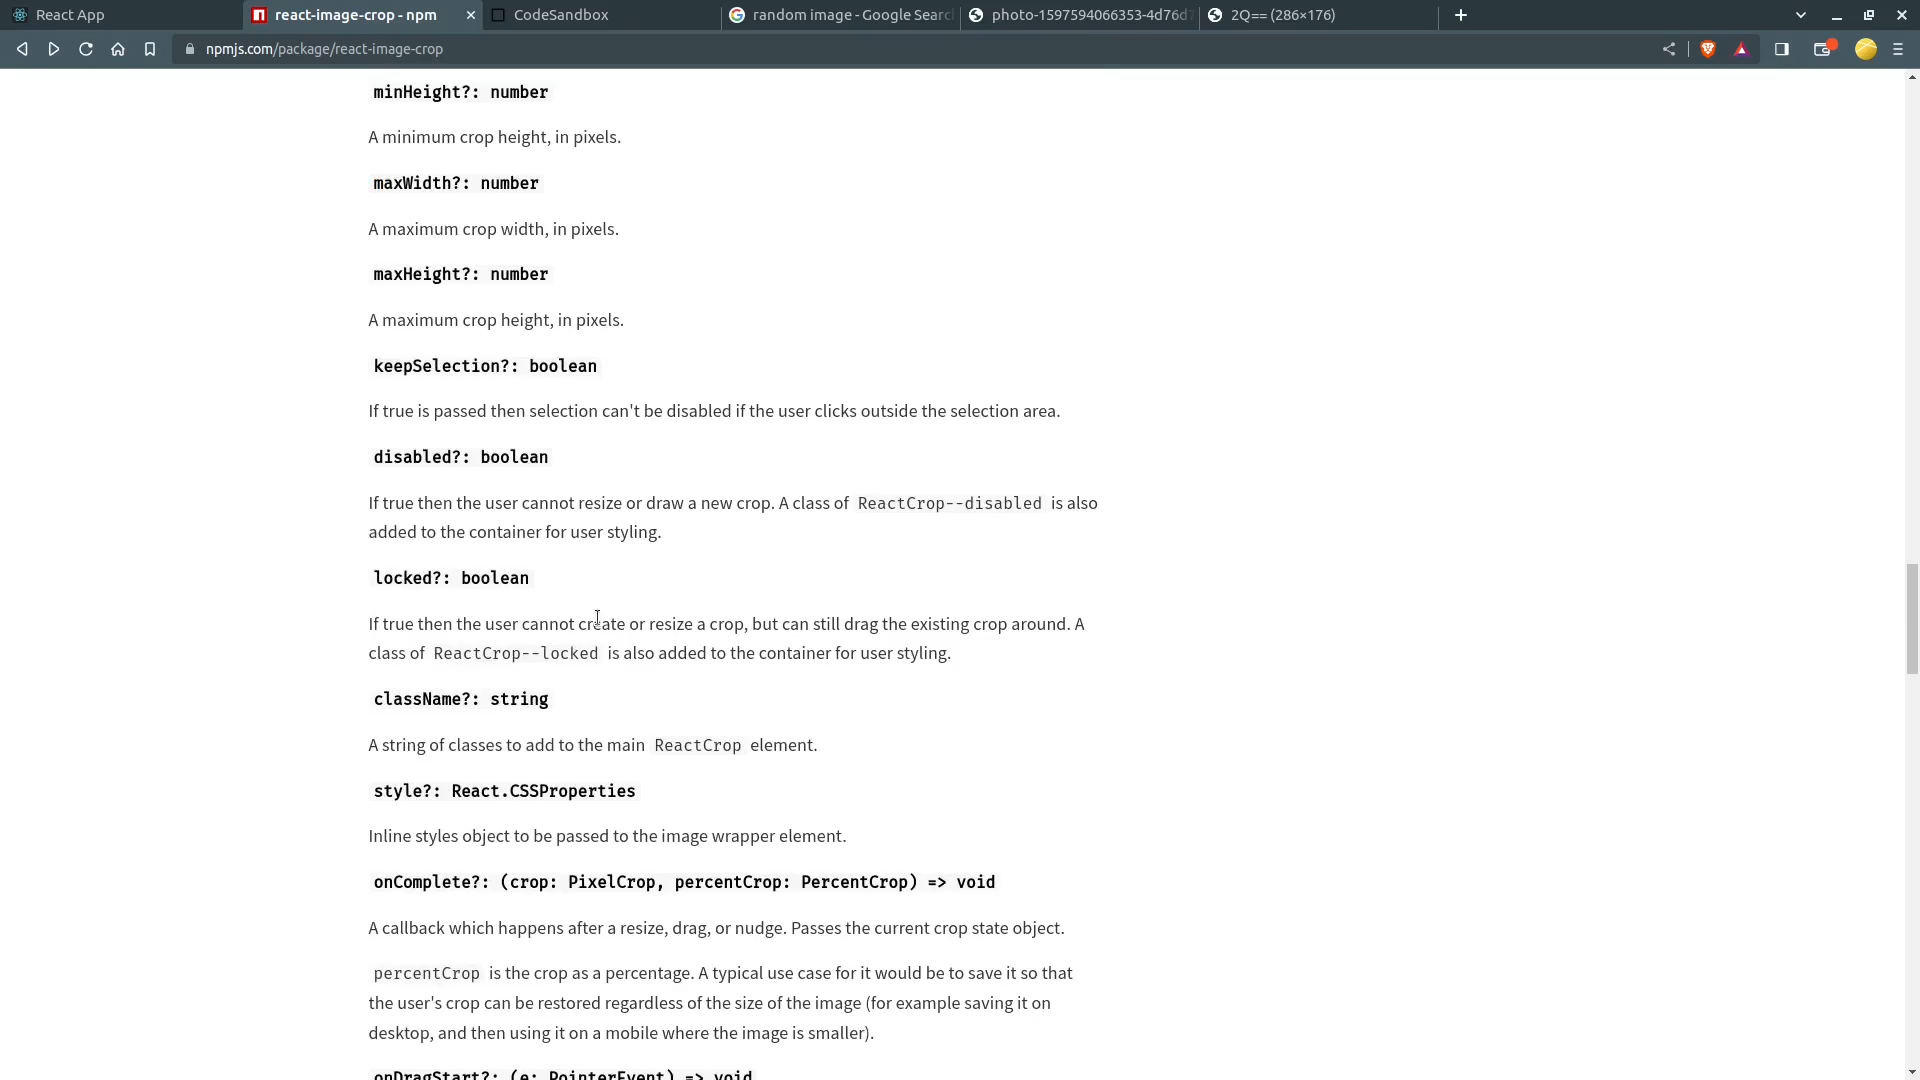 React App
react-image-crop - npm
CodeSandbox
random image - Google Searc
photo-1597594066353-4d76d7
2Q== (286×176)
npmjs.com/package/react-image-crop
minHeight?: number
A minimum crop height, in pixels.
maxWidth?: number
A maximum crop width, in pixels.
maxHeight?: number
A maximum crop height, in pixels.
keepSelection?: boolean
If true is passed then selection can't be disabled if the user clicks outside the selection area.
disabled?: boolean
If true then the user cannot resize or draw a new crop. A class of ReactCrop--disabled is also
added to the container for user styling.
locked?: boolean
If true then the user cannot create or resize a crop, but can still drag the existing crop around. A
class of ReactCrop--locked is also added to the container for user styling.
className?: string
A string of classes to add to the main ReactCrop element.
style?: React.CSSProperties
Inline styles object to be passed to the image wrapper element.
onComplete?: (crop: PixelCrop, percentCrop: PercentCrop) => void
A callback which happens after a resize, drag, or nudge. Passes the current crop state object.
percentCrop is the crop as a percentage. A typical use case for it would be to save it so that
the user's crop can be restored regardless of the size of the image (for example saving it on
desktop, and then using it on a mobile where the image is smaller).
onDragStart?: (e: PointerEvent) => void